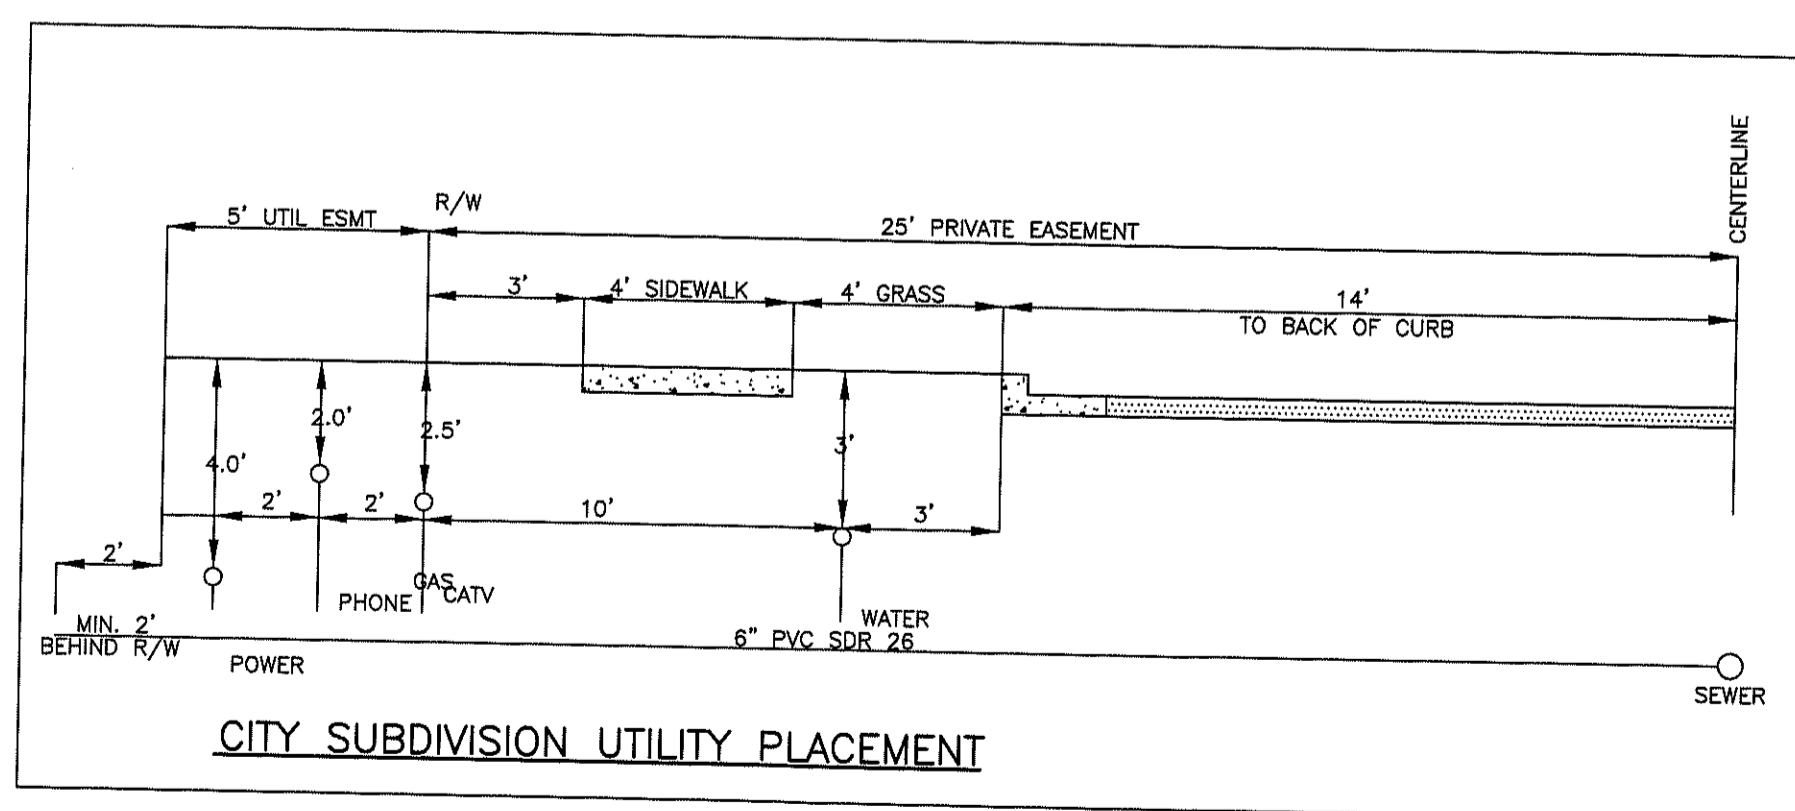 CENTERLINE
R/W
5' UTIL ESMT
25' PRIVATE EASEMENT
3'
4' SIDEWALK
4' GRASS
14'
TO BACK OF CURB
2.0'
2.5'
3'
4.0'
2'
2'
10'
3'
2'
GAS
PHONE
CATV
WATER
MIN. 2'
BEHIND R/W
6" PVC SDR 26
POWER
SEWER
CITY SUBDIVISION UTILITY PLACEMENT